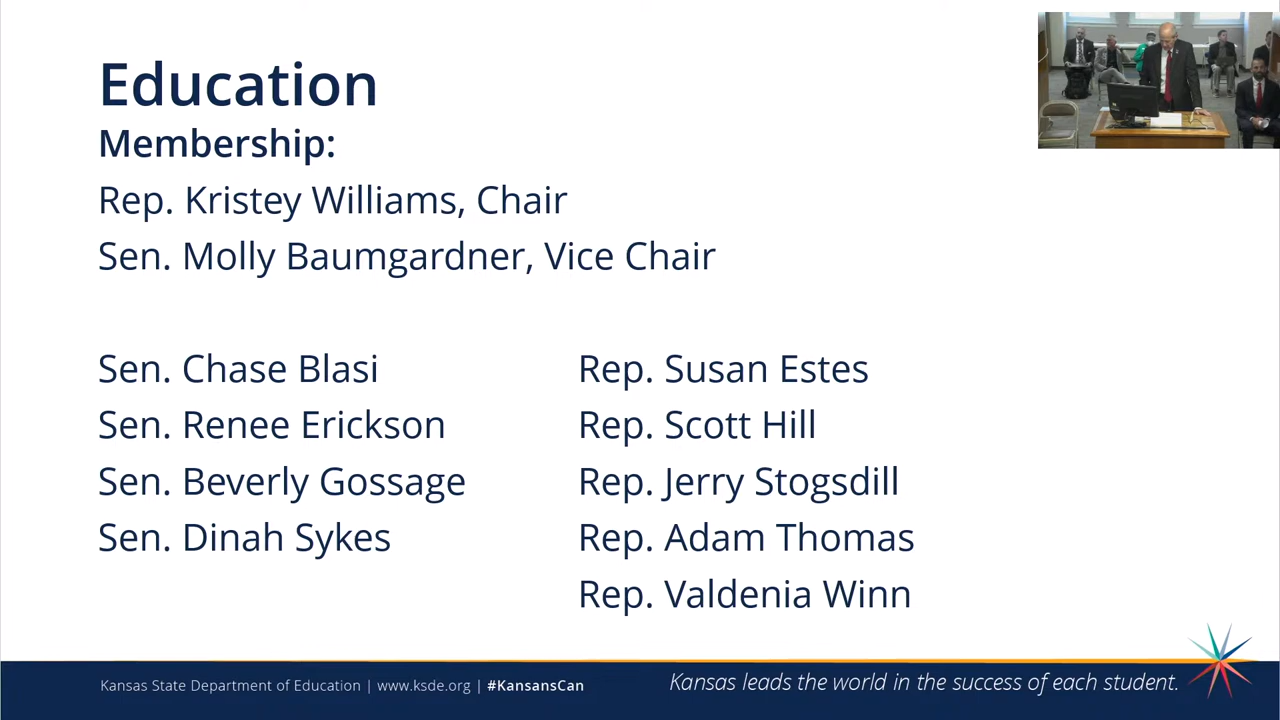 Education
Membership:
Rep. Kristey Williams, Chair
Sen. Molly Baumgardner, Vice Chair
Sen. Chase Blasi
Sen. Renee Erickson
Sen. Beverly Gossage
Sen. Dinah Sykes
Rep. Susan Estes
Rep. Scott Hill
Rep. Jerry Stogsdill
Rep. Adam Thomas
Rep. Valdenia Winn
Kansas State Department of Education | www.ksde.org | #KansansCan
Kansas leads the world in the success of each student.